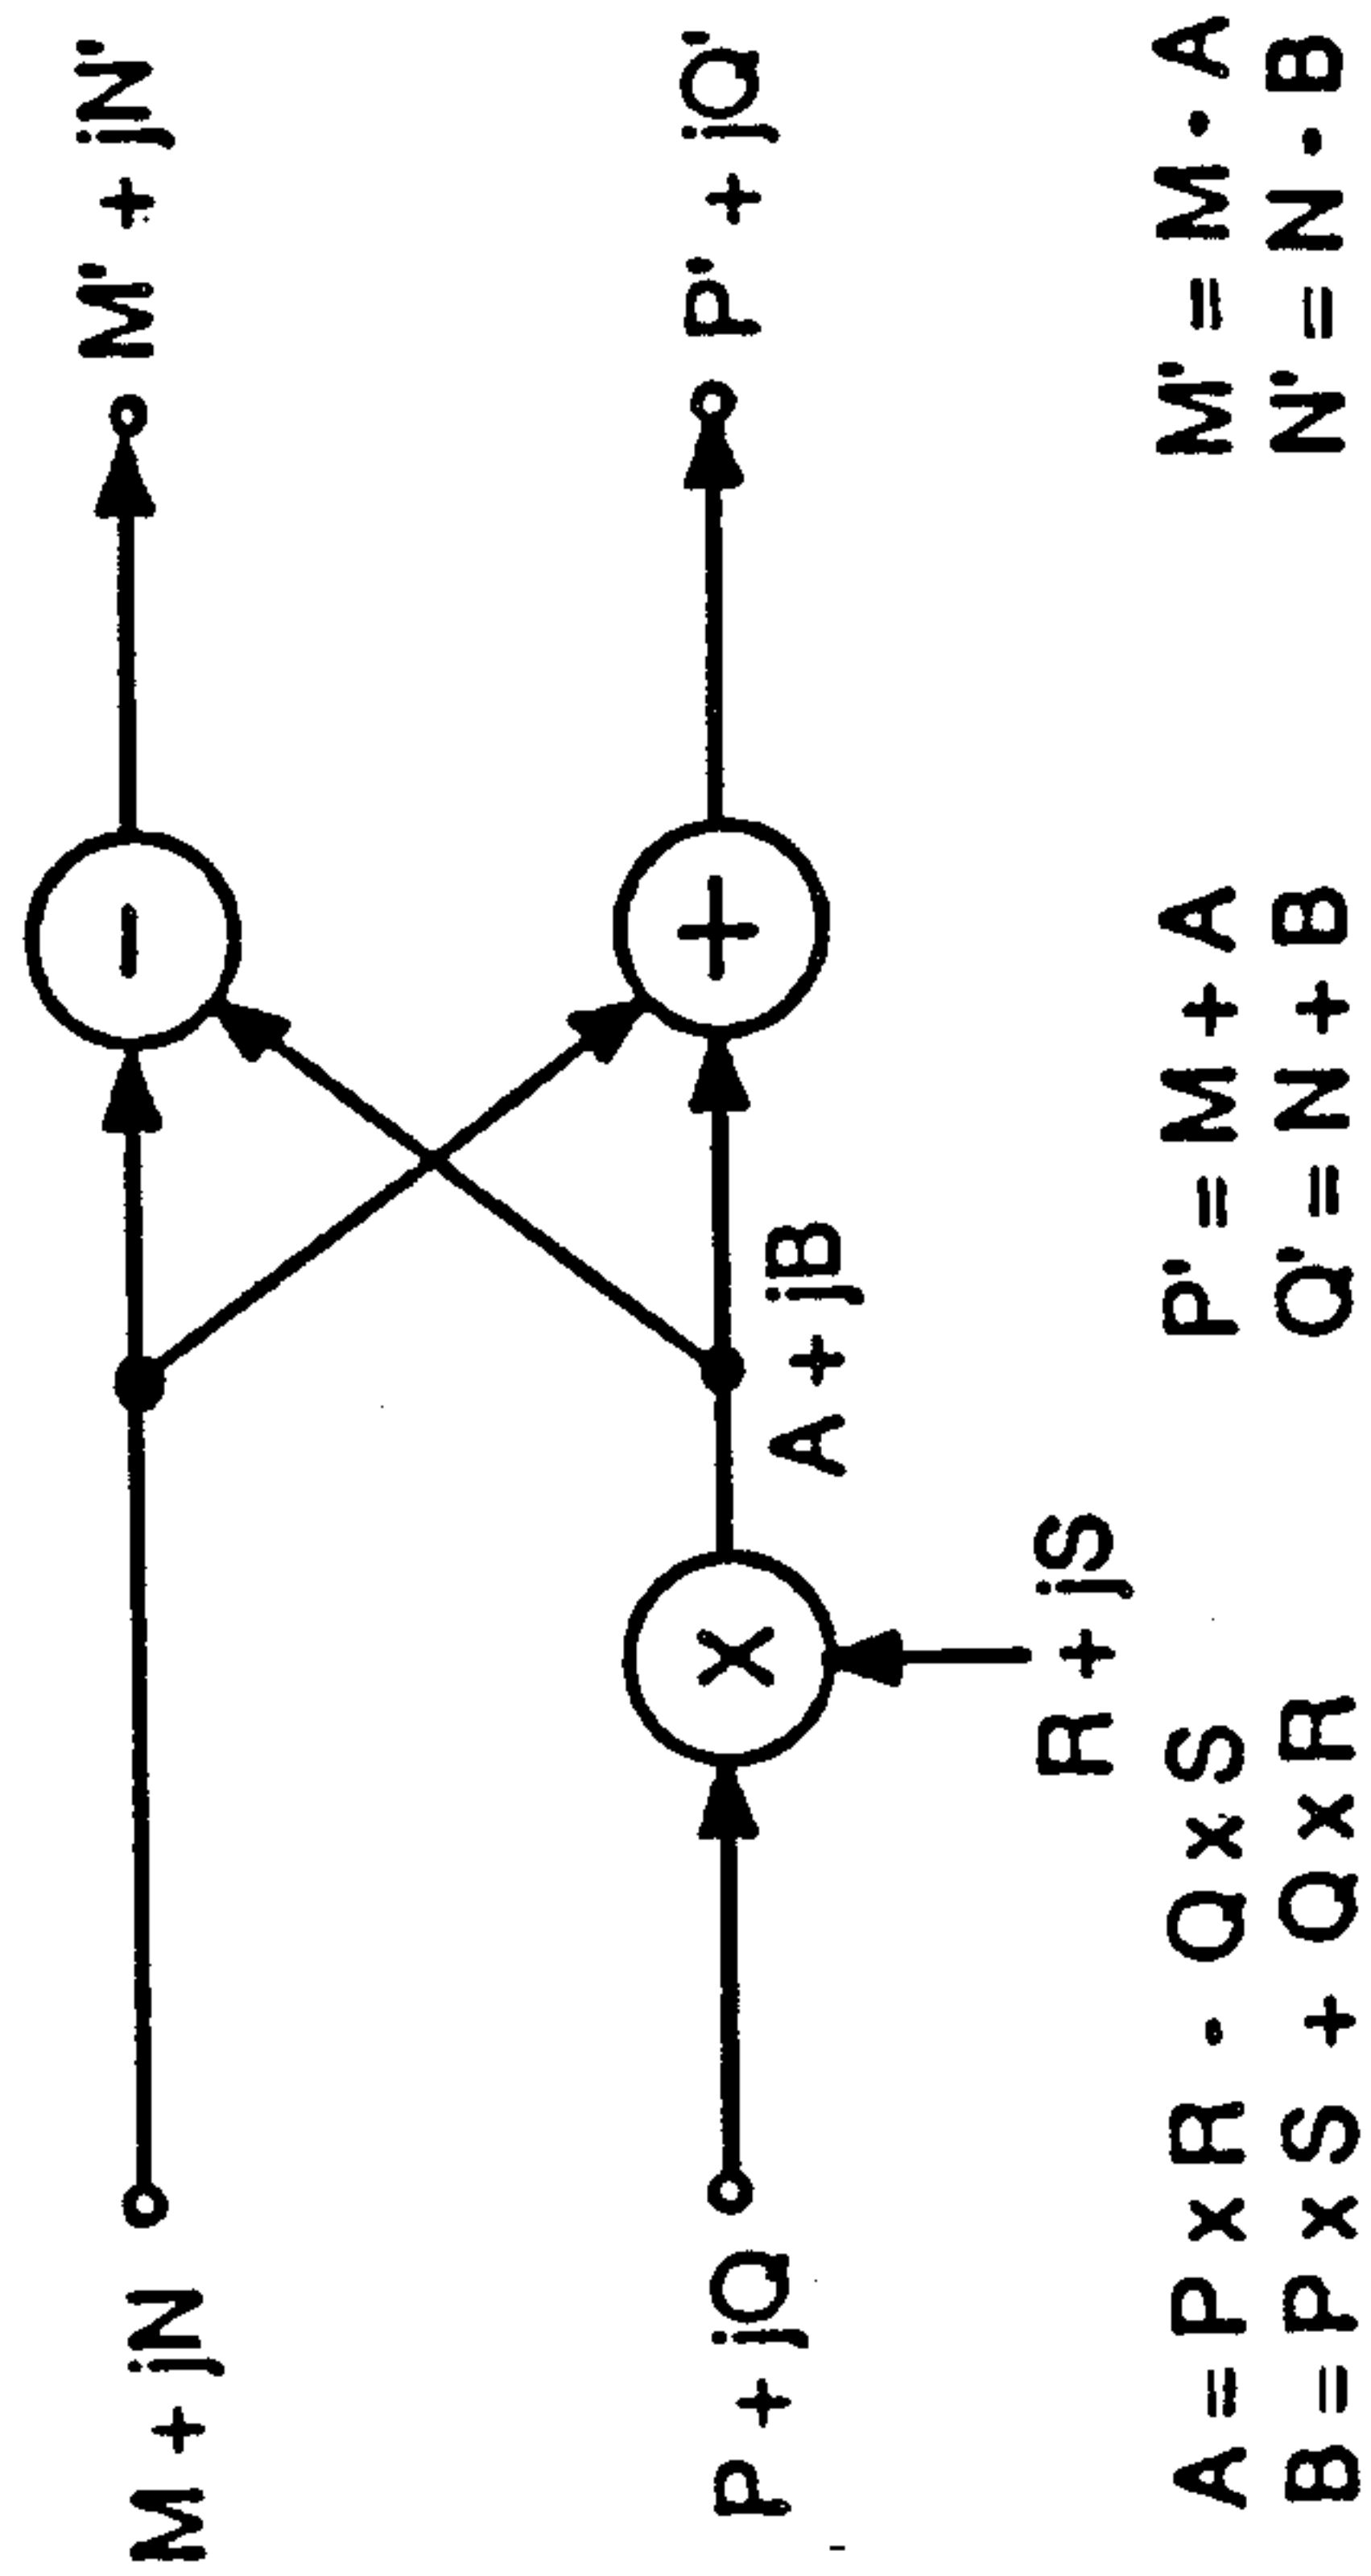 M + jN
M' + jN'
-
P + jQ
x
A + jB
+
P' + jQ'
R + jS
A = P x R - Q x S
P' = M + A
M' = M - A
B = P x S + Q x R
Q' = N + B
N' = N - B